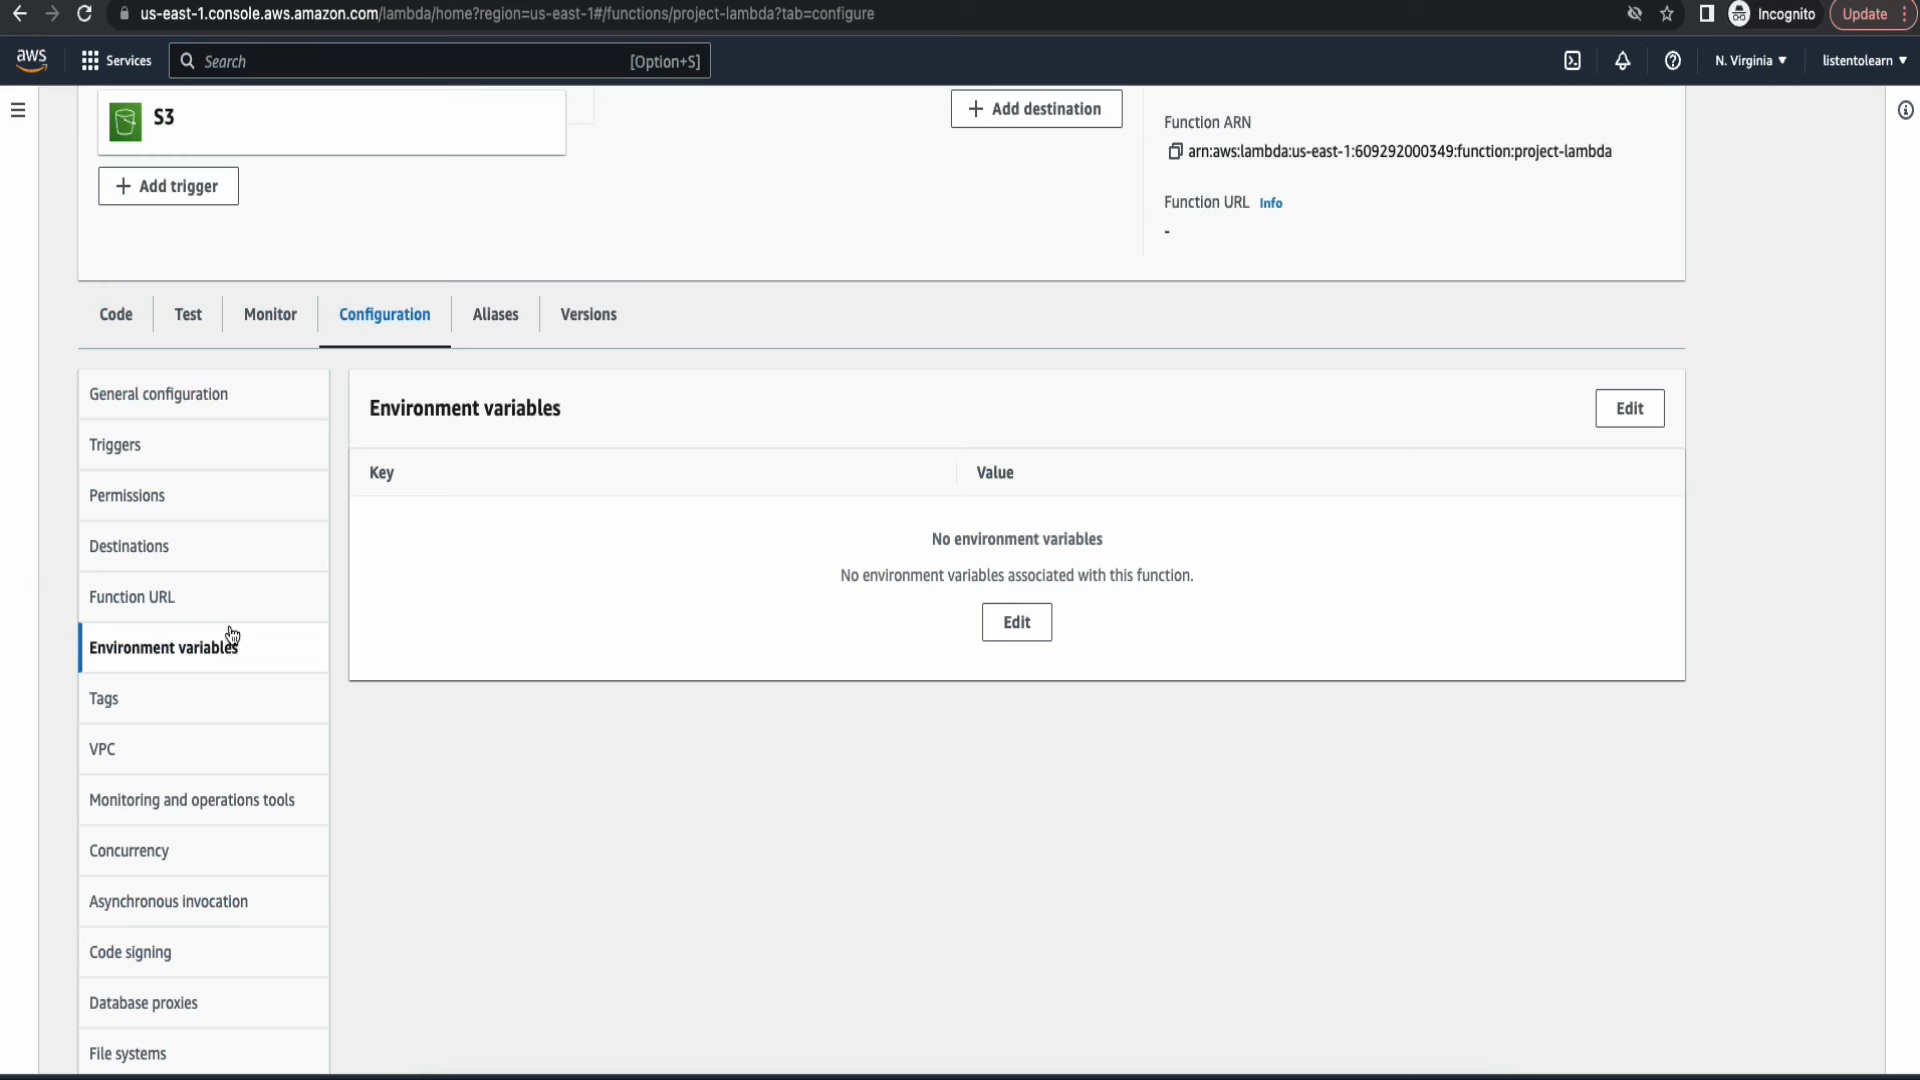 us-east-1.console.aws.amazon.com/lambda/home?region=us-east-1#/functions/project-lambda?tab=configure
Incognito
Update
aws
Services
Search
[Option+S]
N. Virginia
listentolearn
S3
+ Add destination
Function ARN
arn:aws:lambda:us-east-1:609292000349:function:project-lambda
+ Add trigger
Function URL Info
-
Code
Test
Monitor
Configuration
Aliases
Versions
General configuration
Triggers
Permissions
Destinations
Function URL
Environment variables
Tags
VPC
Monitoring and operations tools
Concurrency
Asynchronous invocation
Code signing
Database proxies
File systems
Environment variables
Edit
Key
Value
No environment variables
No environment variables associated with this function.
Edit